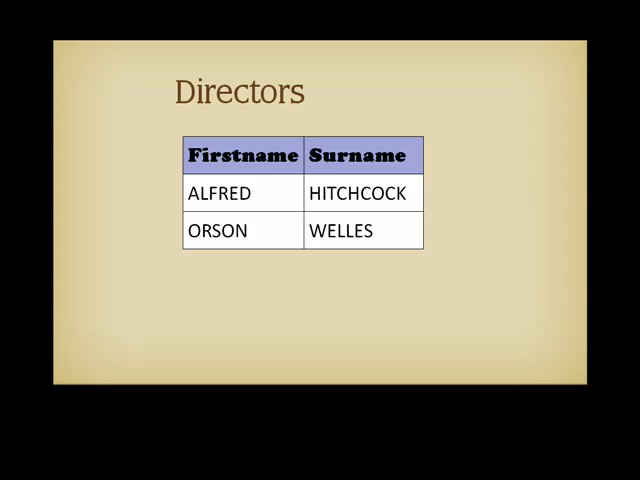 Directors
Firstname Surname
ALFRED HITCHCOCK
ORSON WELLES